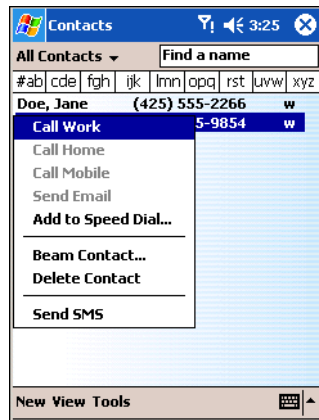 Contacts 3:25
All Contacts Find a name
#ab cde fgh ijk lmn opq rst uvw xyz
Doe, Jane (425) 555-2266 w
5-9854 w
Call Work
Call Home
Call Mobile
Send Email
Add to Speed Dial...
Beam Contact...
Delete Contact
Send SMS
New View Tools